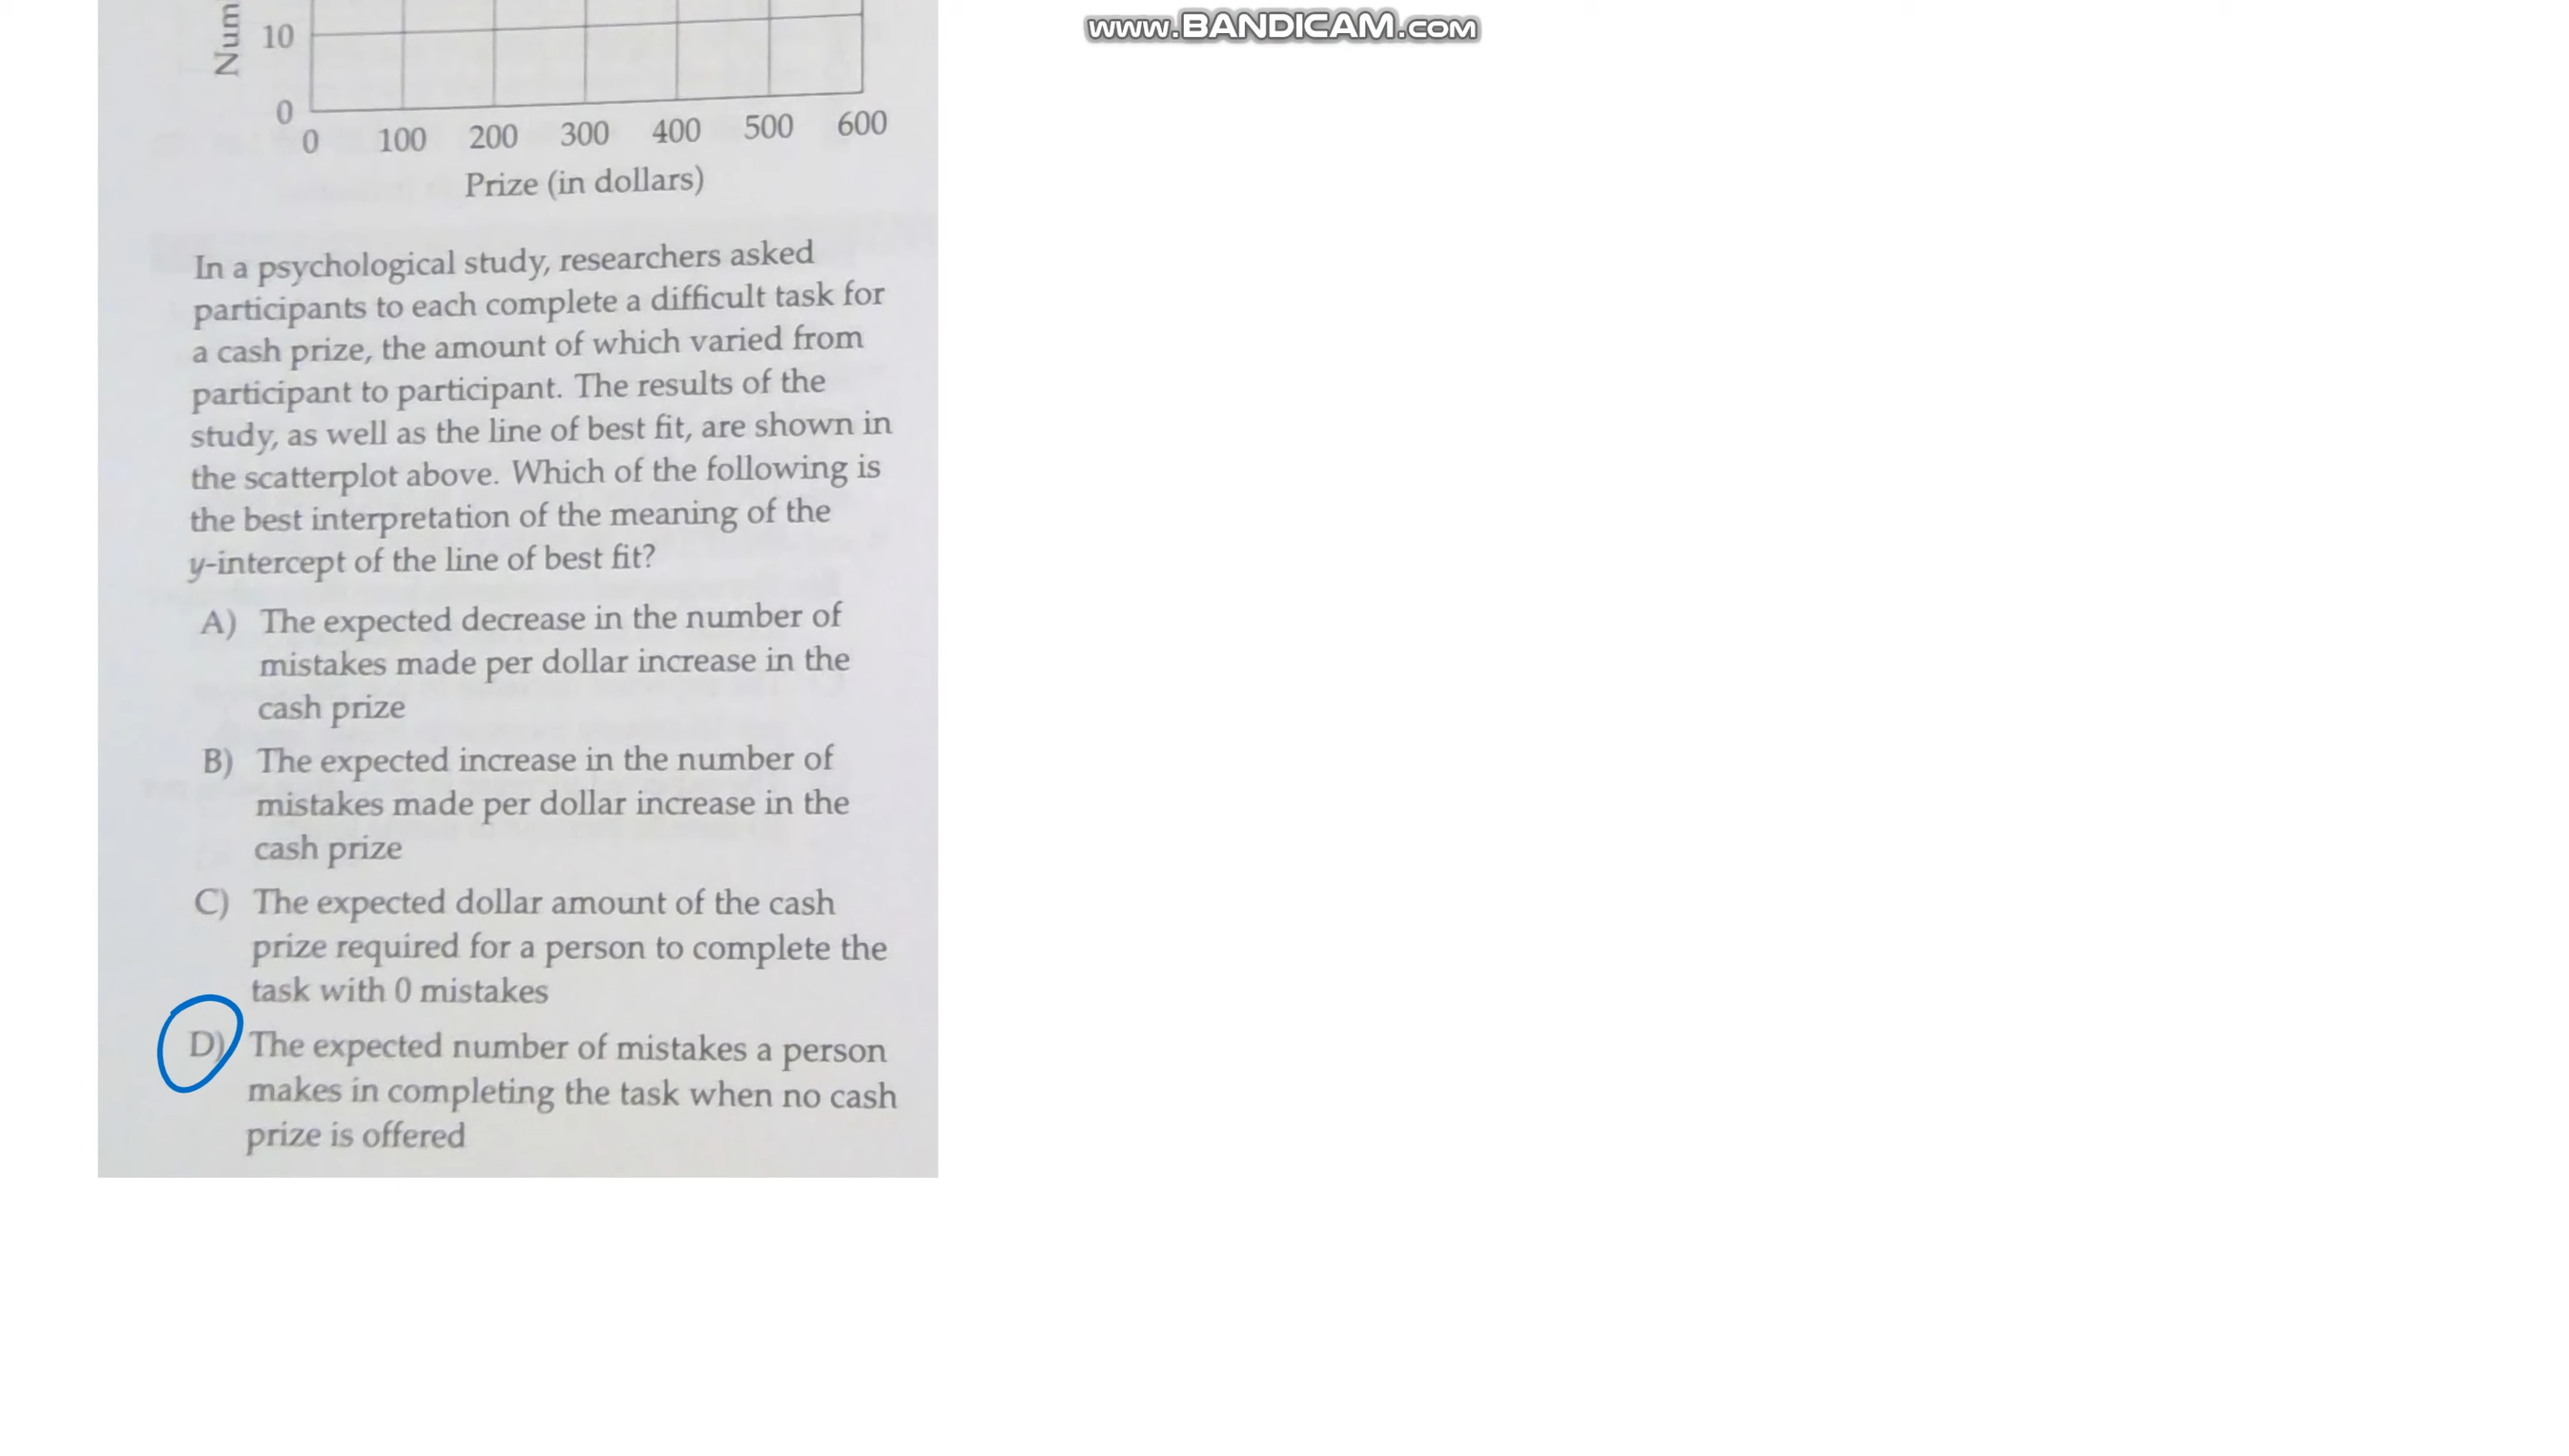 www.BANDICAM.com
Num
10
0
0 100 200 300 400 500 600
Prize (in dollars)
In a psychological study, researchers asked
participants to each complete a difficult task for
a cash prize, the amount of which varied from
participant to participant. The results of the
study, as well as the line of best fit, are shown in
the scatterplot above. Which of the following is
the best interpretation of the meaning of the
y-intercept of the line of best fit?
A) The expected decrease in the number of
mistakes made per dollar increase in the
cash prize
B) The expected increase in the number of
mistakes made per dollar increase in the
cash prize
C) The expected dollar amount of the cash
prize required for a person to complete the
task with 0 mistakes
D) The expected number of mistakes a person
makes in completing the task when no cash
prize is offered